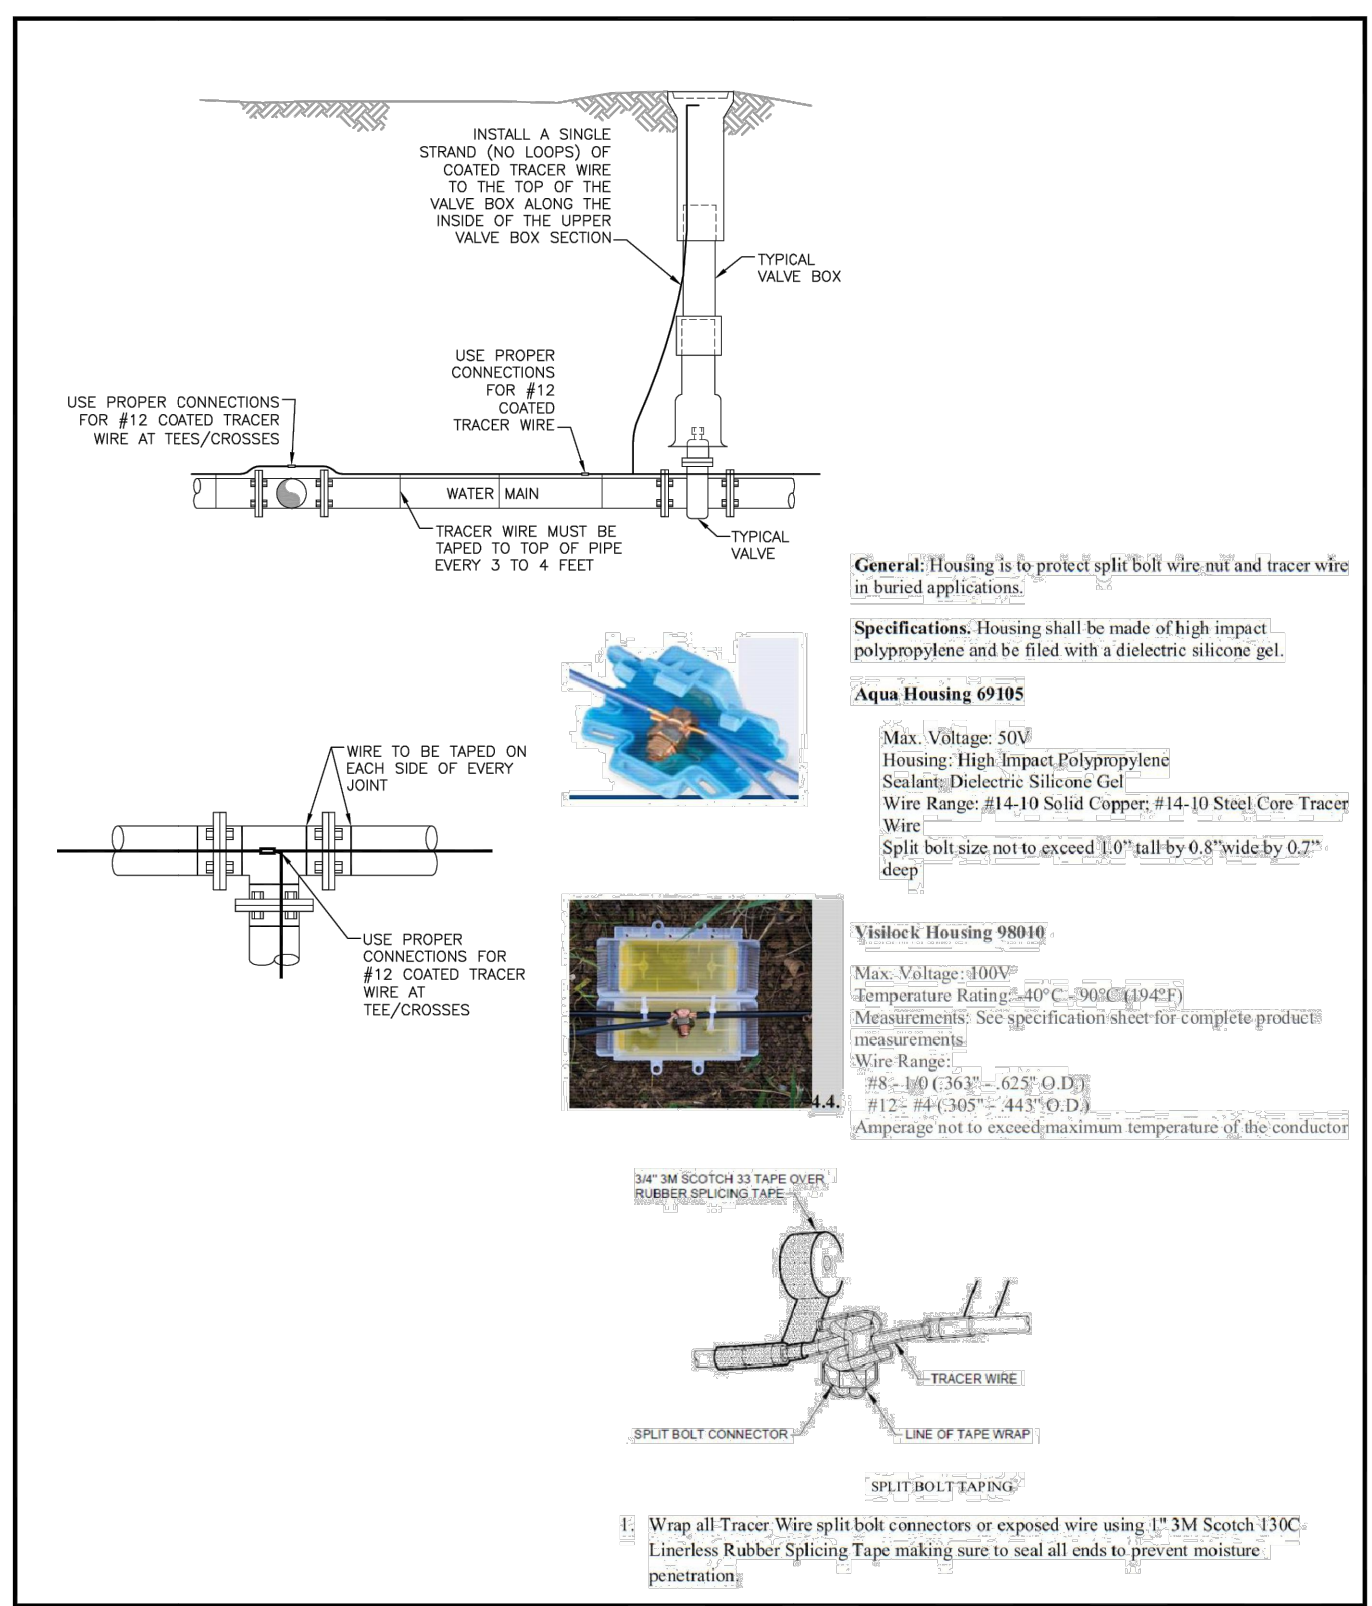 INSTALL A SINGLE
STRAND (NO LOOPS) OF
COATED TRACER WIRE
TO THE TOP OF THE
VALVE BOX ALONG THE
INSIDE OF THE UPPER
VALVE BOX SECTION
TYPICAL
VALVE BOX
USE PROPER
CONNECTIONS
FOR #12
COATED
TRACER WIRE
USE PROPER CONNECTIONS
FOR #12 COATED TRACER
WIRE AT TEES/CROSSES
WATER MAIN
TRACER WIRE MUST BE
TAPED TO TOP OF PIPE
EVERY 3 TO 4 FEET
TYPICAL
VALVE
General: Housing is to protect split bolt wire nut and tracer wire
in buried applications.
Specifications. Housing shall be made of high impact
polypropylene and be filed with a dielectric silicone gel.
Aqua Housing 69105
Max. Voltage: 50V
Housing: High Impact Polypropylene
Sealant: Dielectric Silicone Gel
Wire Range: #14-10 Solid Copper; #14-10 Steel Core Tracer
Wire
Split bolt size not to exceed 1.0” tall by 0.8”wide by 0.7”
deep
WIRE TO BE TAPED ON
EACH SIDE OF EVERY
JOINT
USE PROPER
CONNECTIONS FOR
#12 COATED TRACER
WIRE AT
TEE/CROSSES
Visilock Housing 98010
Max. Voltage: 100V
Temperature Rating: -40°C - 90°C (194°F)
Measurements: See specification sheet for complete product
measurements
Wire Range:
#8 - 1/0 (.363" - .625" O.D.)
#12 - #4 (.305" - .443" O.D.)
Amperage not to exceed maximum temperature of the conductor
4.4.
3/4" 3M SCOTCH 33 TAPE OVER
RUBBER SPLICING TAPE
TRACER WIRE
SPLIT BOLT CONNECTOR
LINE OF TAPE WRAP
SPLIT BOLT TAPING
1. Wrap all Tracer Wire split bolt connectors or exposed wire using 1" 3M Scotch 130C
Linerless Rubber Splicing Tape making sure to seal all ends to prevent moisture
penetration.